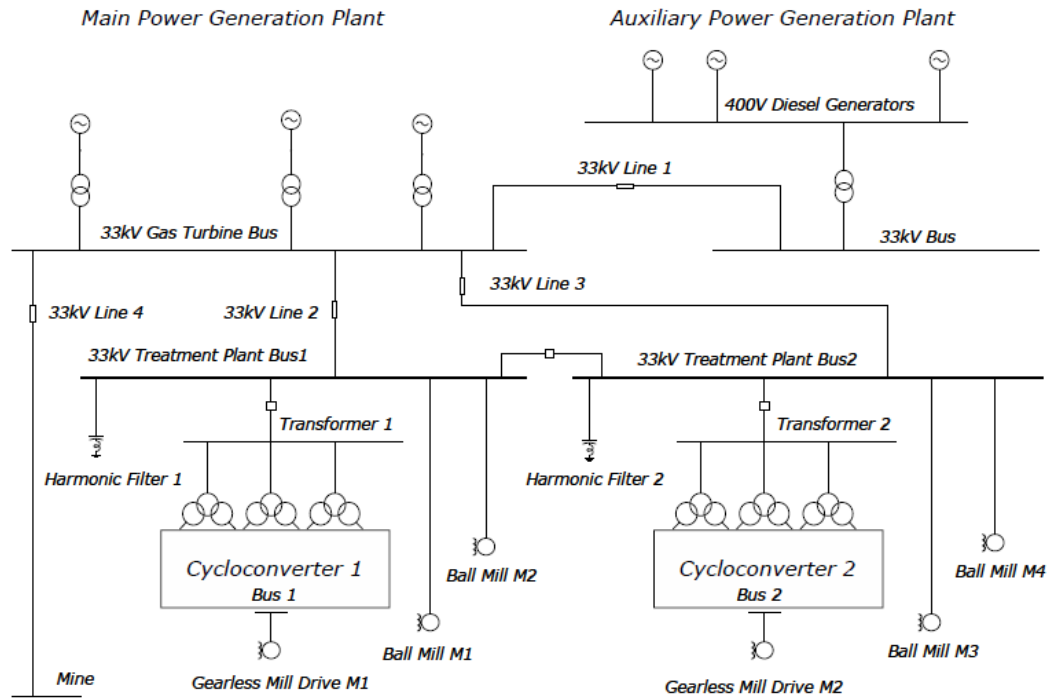 Main Power Generation Plant
Auxiliary Power Generation Plant
400V Diesel Generators
33kV Line 1
33kV Gas Turbine Bus
33kV Bus
33kV Line 4
33kV Line 2
33kV Line 3
33kV Treatment Plant Bus1
33kV Treatment Plant Bus2
Transformer 1
Transformer 2
Harmonic Filter 1
Harmonic Filter 2
Cycloconverter 1
Bus 1
Cycloconverter 2
Bus 2
Ball Mill M2
Ball Mill M4
Ball Mill M1
Ball Mill M3
Mine
Gearless Mill Drive M1
Gearless Mill Drive M2